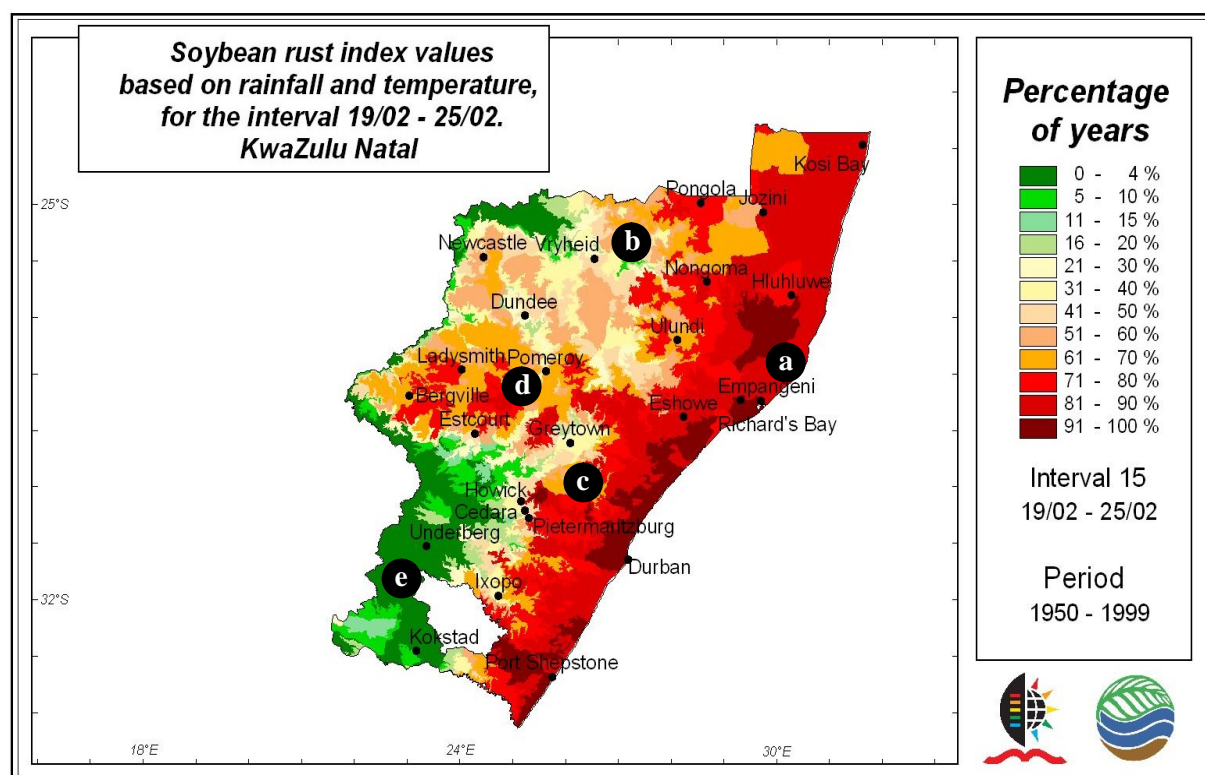 Soybean rust index values
based on rainfall and temperature,
for the interval 19/02 - 25/02.
KwaZulu Natal
Percentage
of years
0 - 4 %
5 - 10 %
11 - 15 %
16 - 20 %
21 - 30 %
31 - 40 %
41 - 50 %
51 - 60 %
61 - 70 %
71 - 80 %
81 - 90 %
91 - 100 %
Interval 15
19/02 - 25/02
Period
1950 - 1999
25°S
32°S
18°E
24°E
30°E
Kosi Bay
Pongola
Jozini
Newcastle
Vryheid
b
Nongoma
Hluhluwe
Dundee
Ulundi
a
Ladysmith
Pomeroy
d
Bergville
Empangeni
Eshowe
Richard's Bay
Estcourt
Greytown
c
Howick
Cedara
Pietermaritzburg
Underberg
Durban
e
Ixopo
Kokstad
Port Shepstone